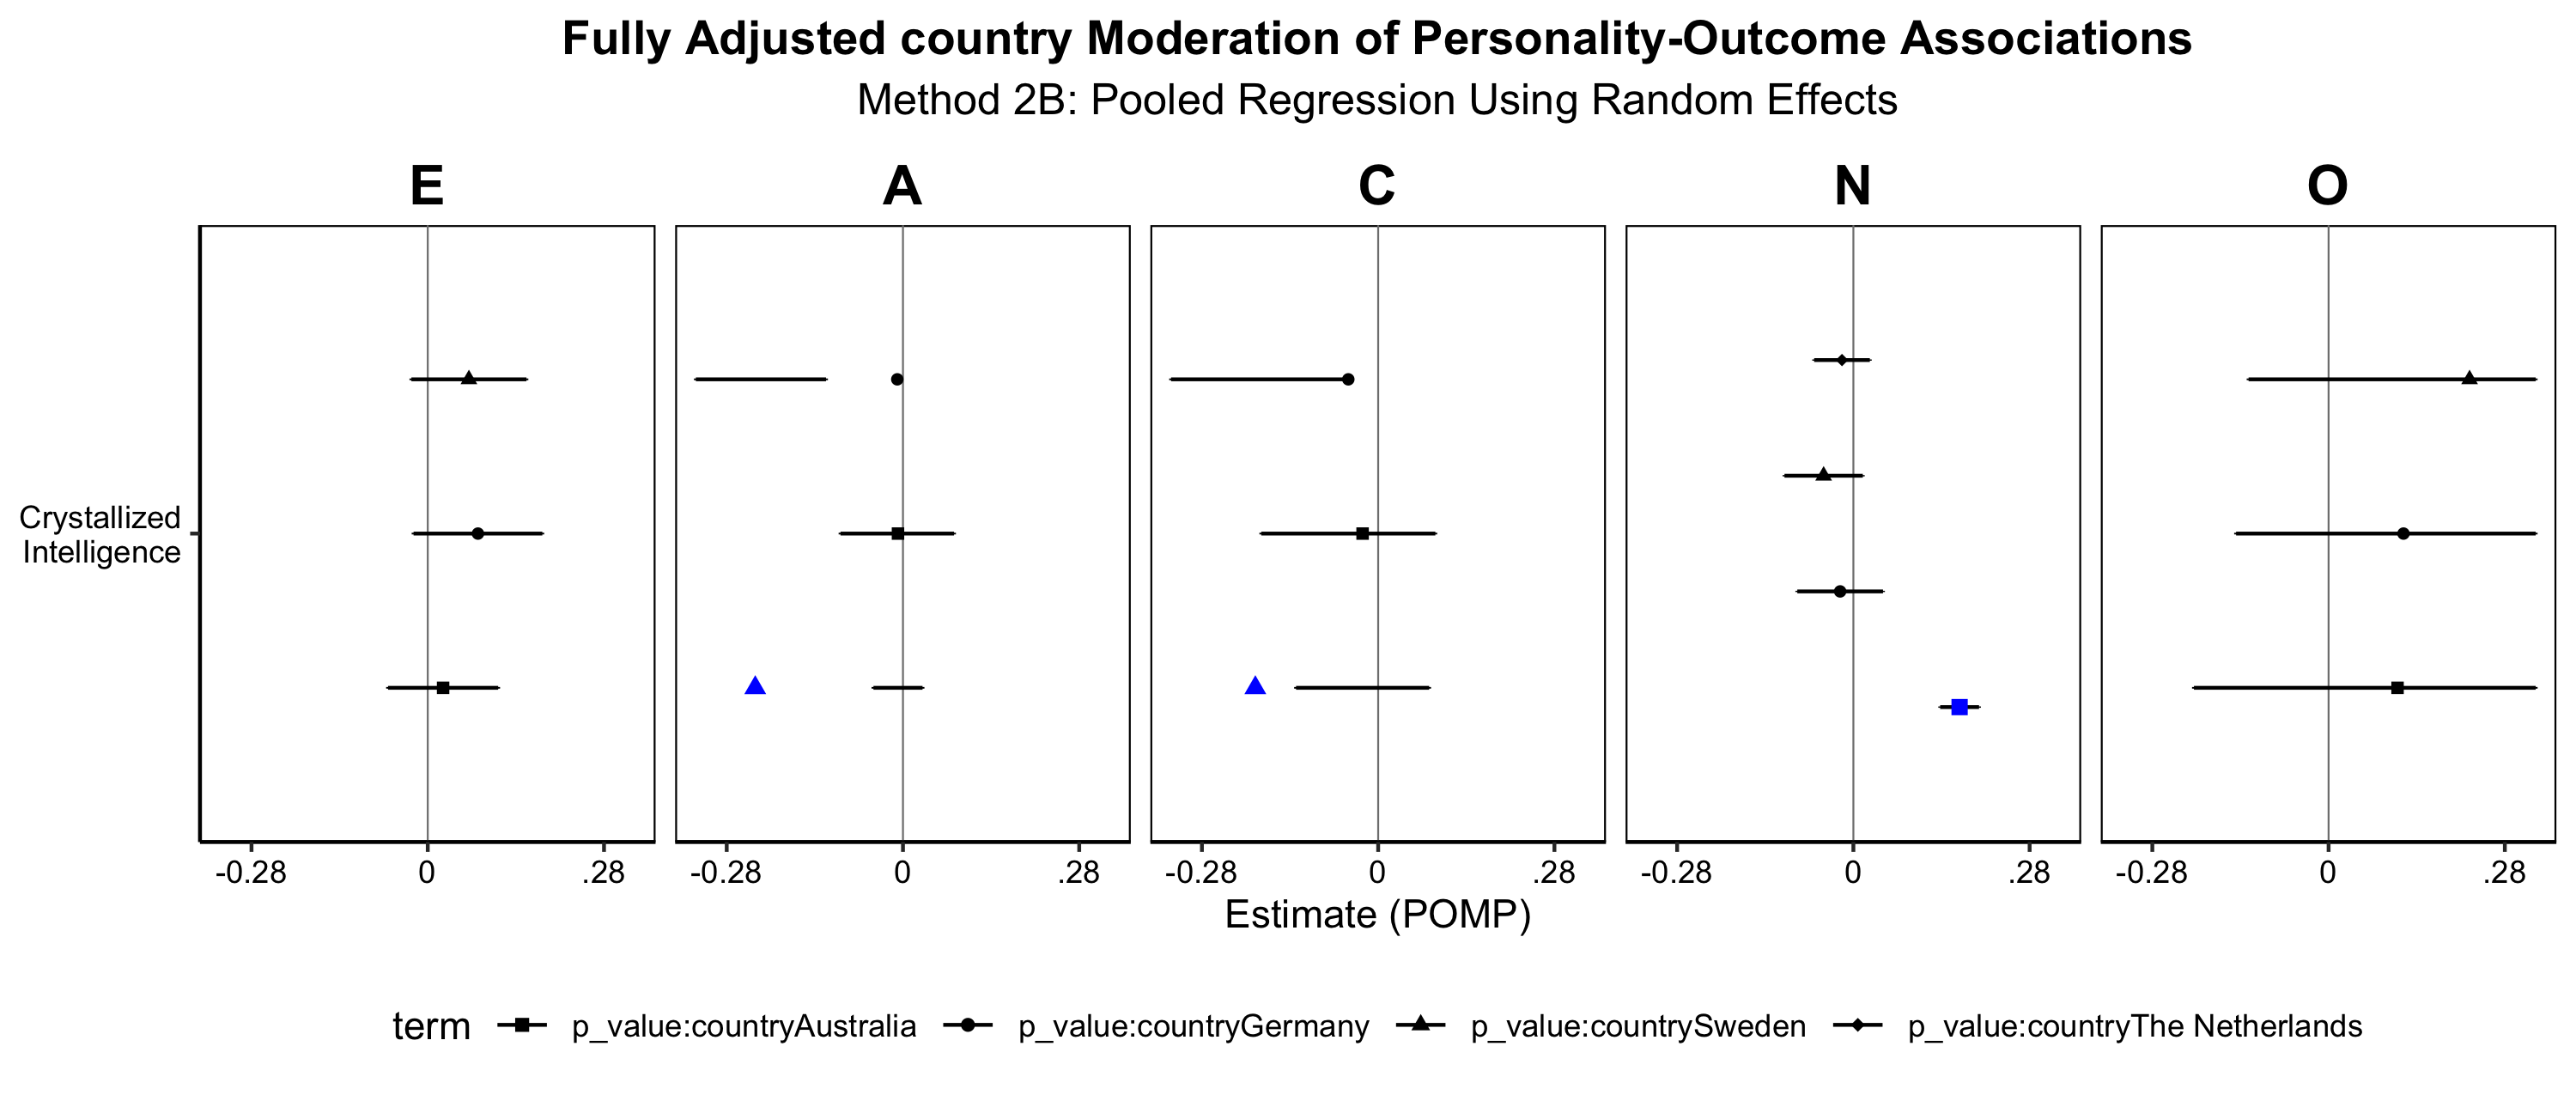 Fully Adjusted country Moderation of Personality-Outcome Associations
Method 2B: Pooled Regression Using Random Effects
E A C N O
Crystallized
Intelligence
-0.28 0 .28 -0.28 0 .28 -0.28 0 .28 -0.28 0 .28 -0.28 0 .28
Estimate (POMP)
term p_value:countryAustralia p_value:countryGermany p_value:countrySweden p_value:countryThe Netherlands